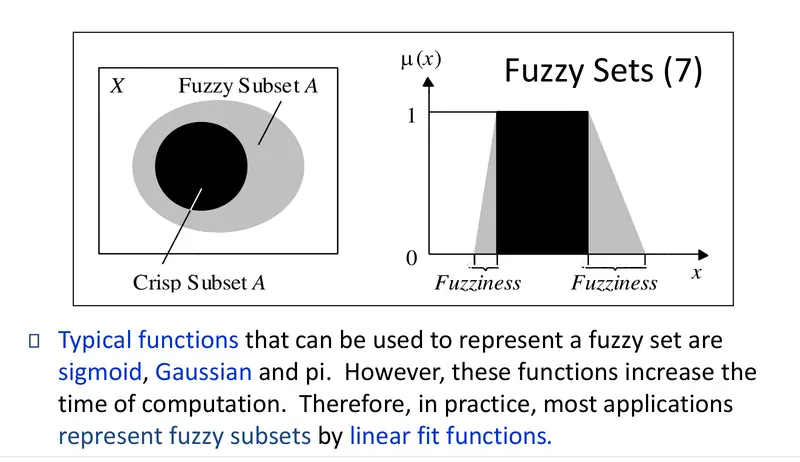 Fuzzy Sets (7)
X
Fuzzy Subset A
Crisp Subset A
μ(x)
1
0
x
Fuzziness
Fuzziness
Typical functions that can be used to represent a fuzzy set are
sigmoid, Gaussian and pi. However, these functions increase the
time of computation. Therefore, in practice, most applications
represent fuzzy subsets by linear fit functions.